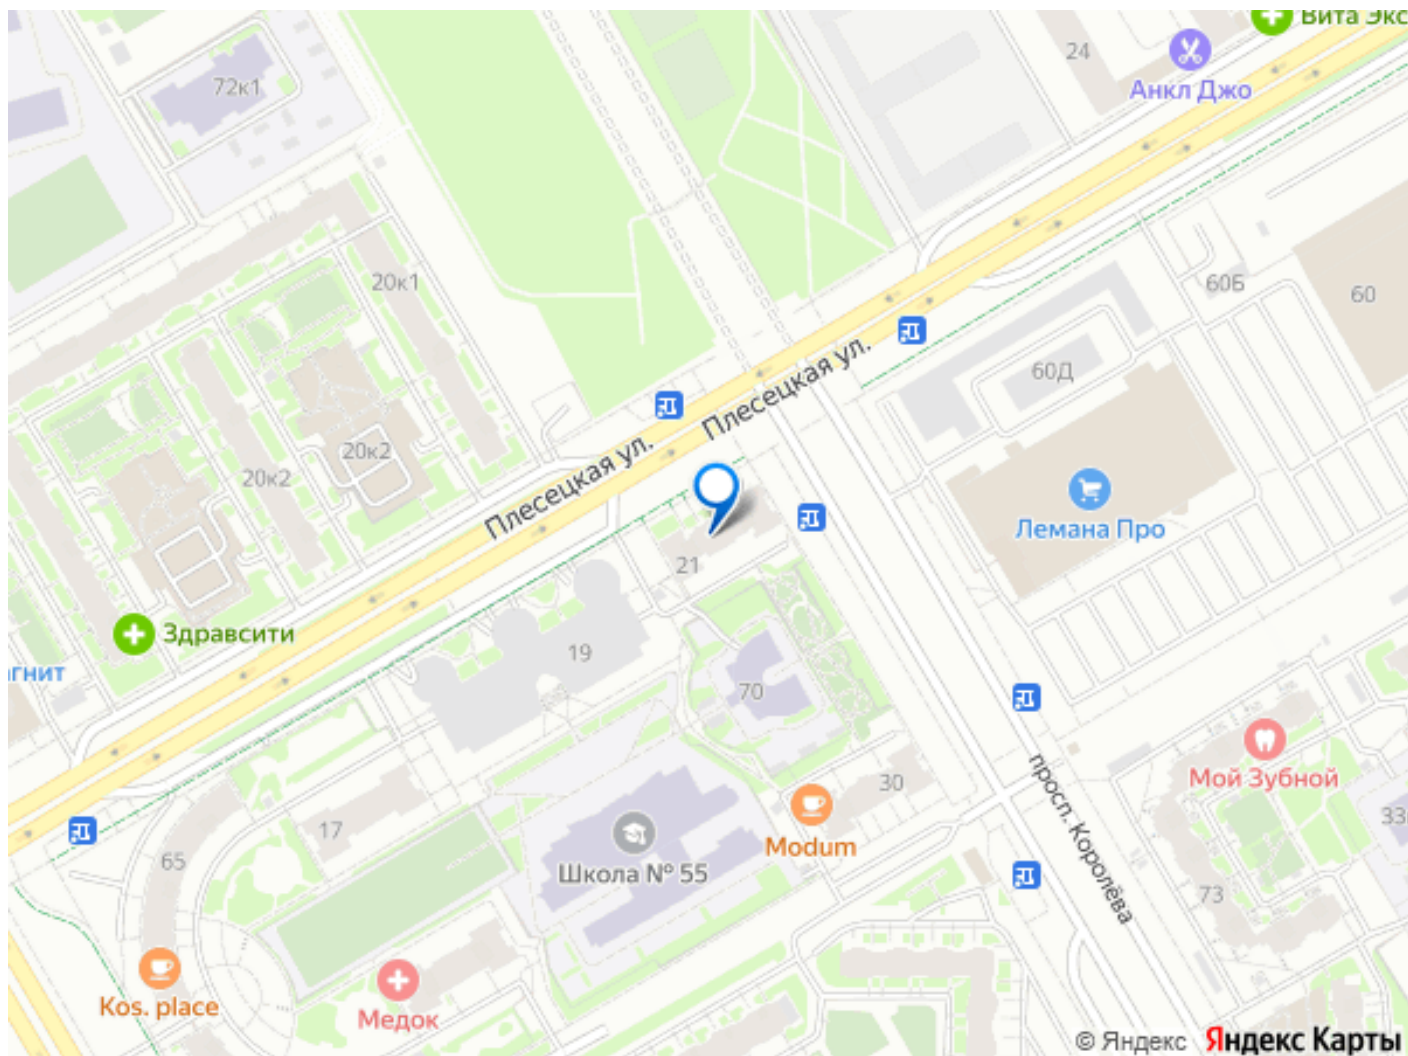 Вита Экс
24
Анкл Джо
72к1
20к1
60Б
60
60Д
Плесецкая ул.
Плесецкая ул.
20к2
20к2
Лемана Про
21
Здравсити
19
гнит
70
просп. Королёва
Мой Зубной
30
17
Modum
65
Школа № 55
33
73
Kos. place
Медок
© Яндекс Яндекс Карты